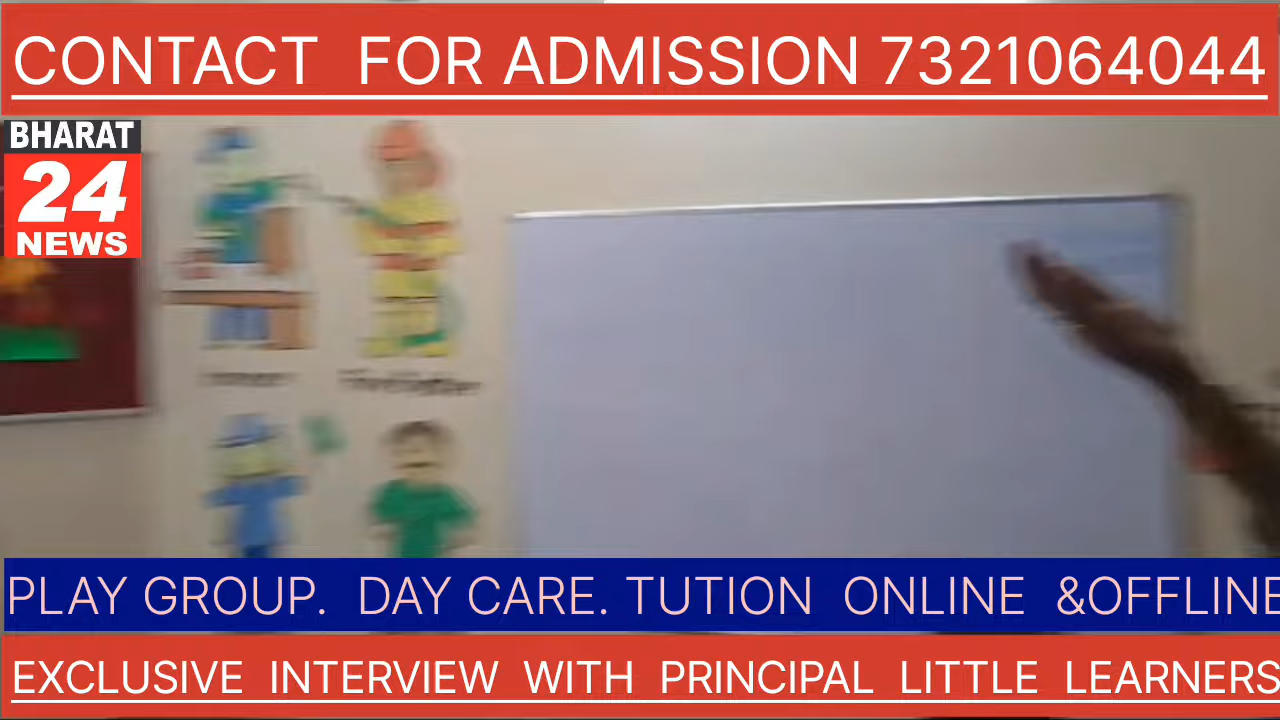 CONTACT FOR ADMISSION 7321064044
BHARAT
24
NEWS
PLAY GROUP. DAY CARE. TUTION ONLINE &OFFLINE
EXCLUSIVE INTERVIEW WITH PRINCIPAL LITTLE LEARNERS